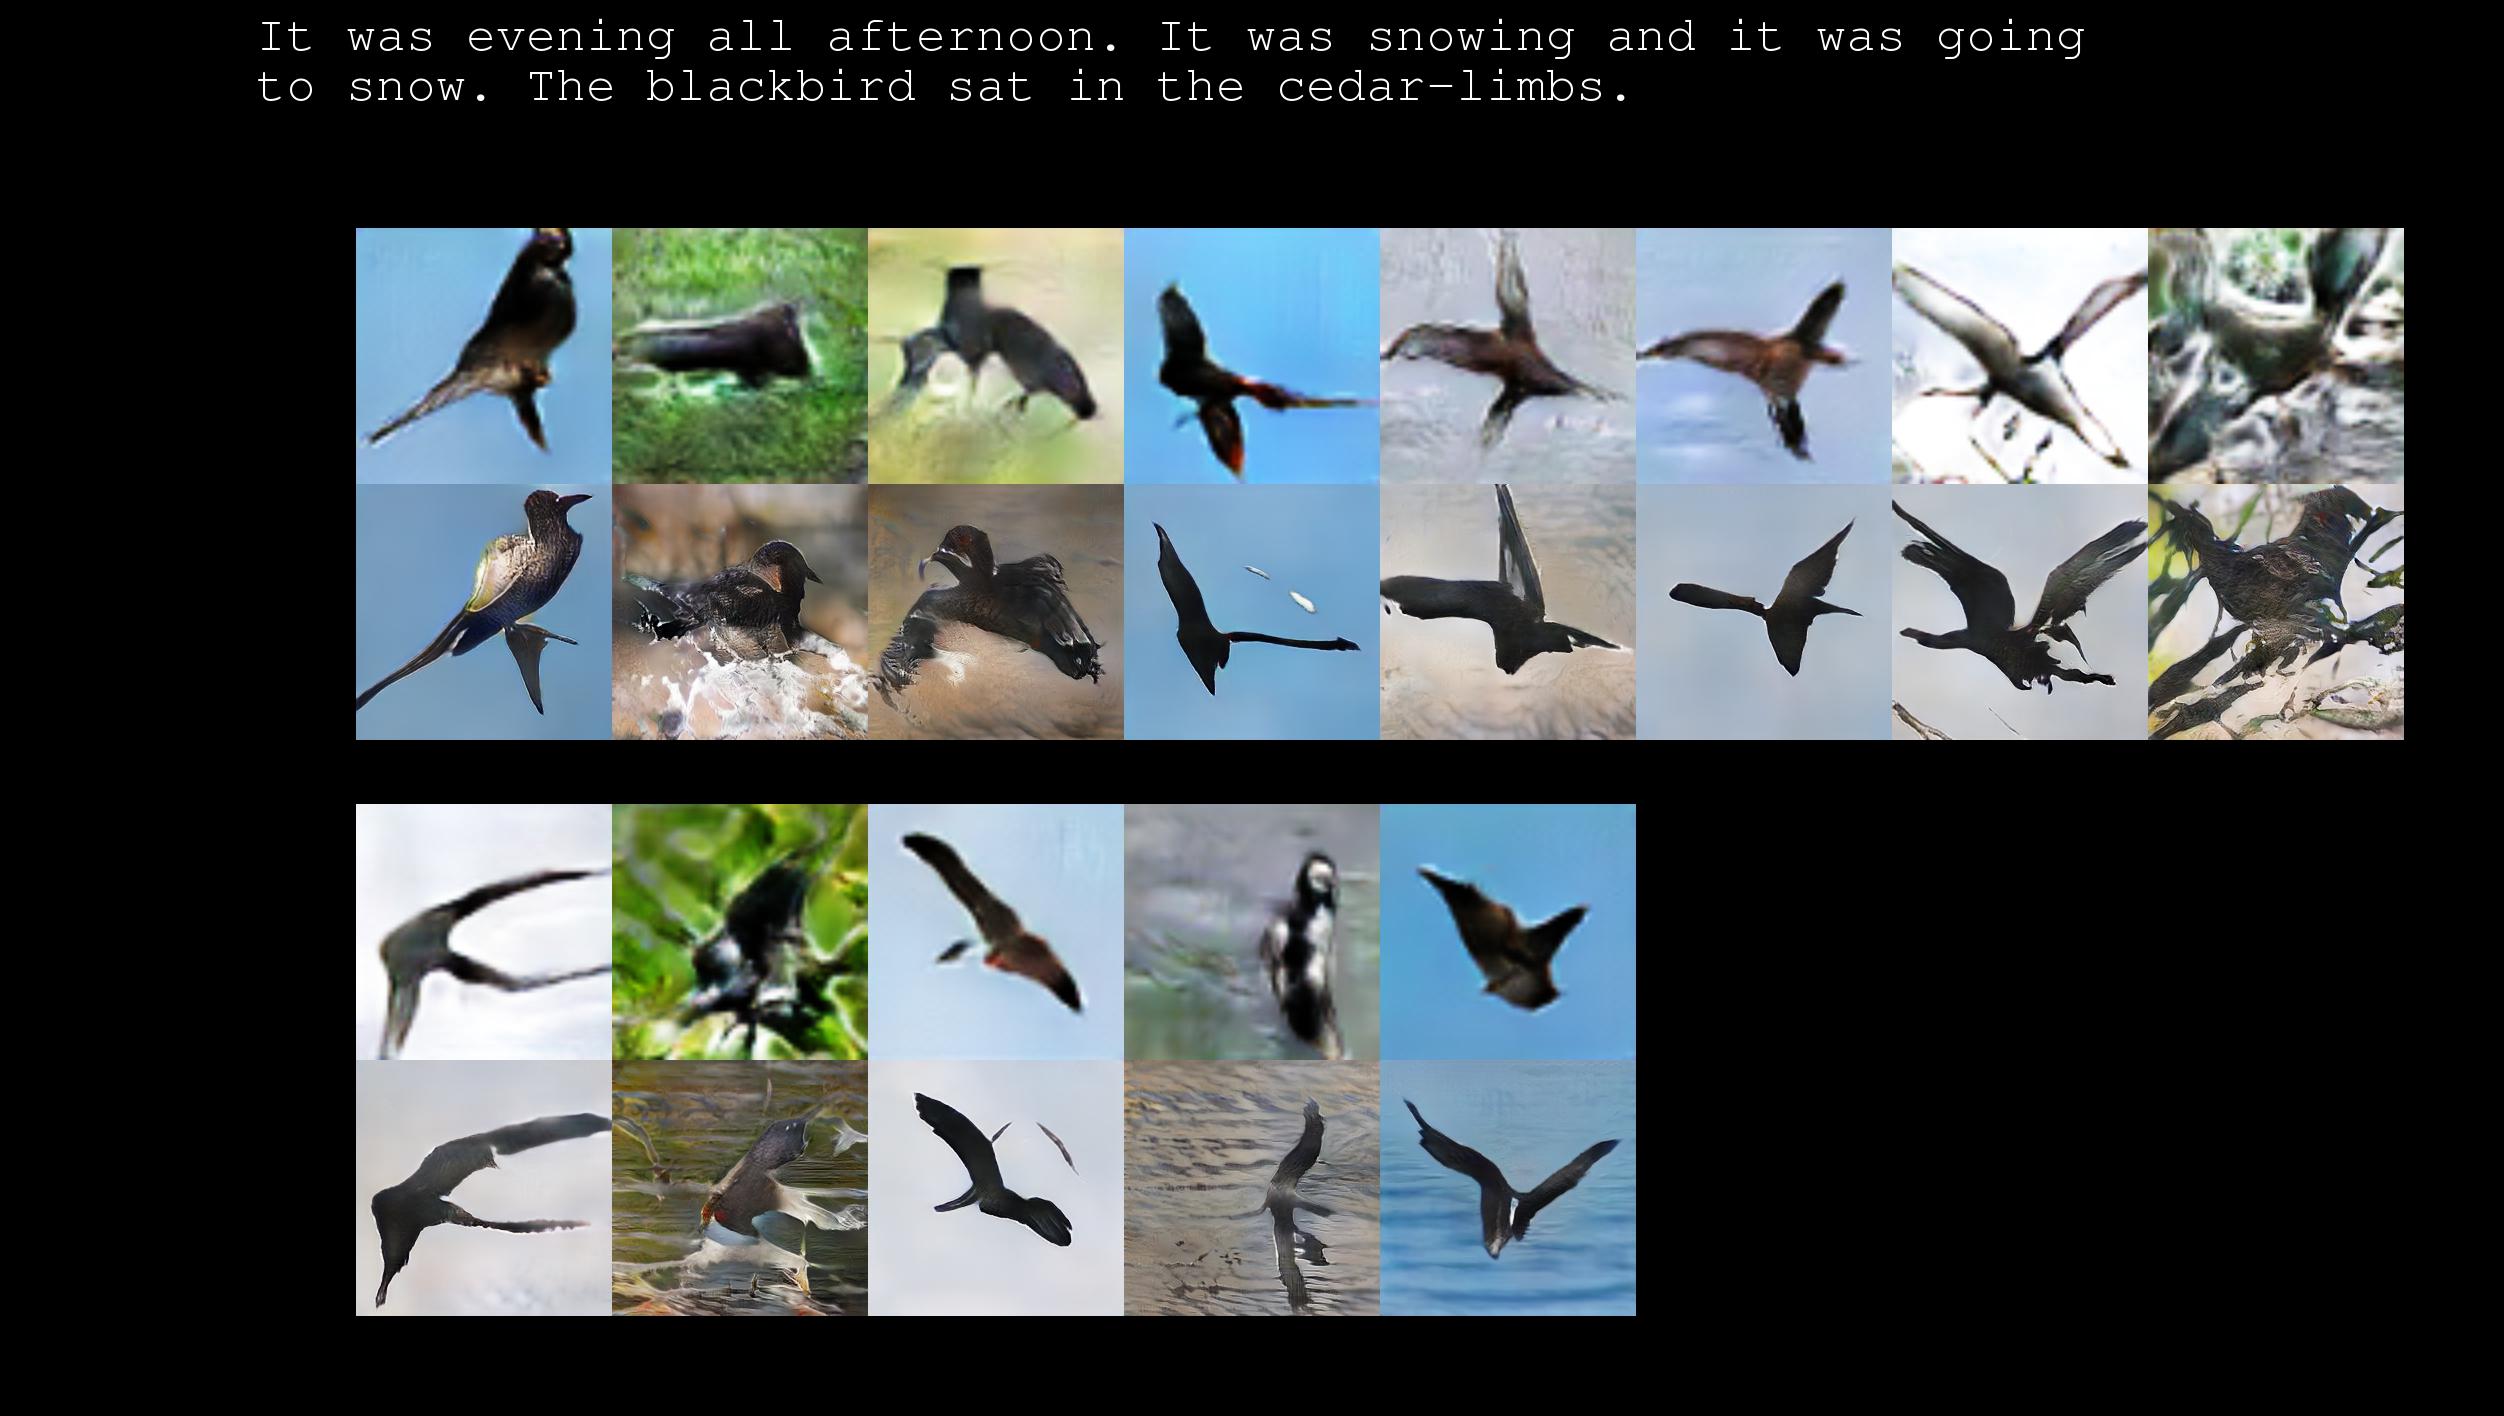 It was evening all afternoon. It was snowing and it was going
to snow. The blackbird sat in the cedar-limbs.